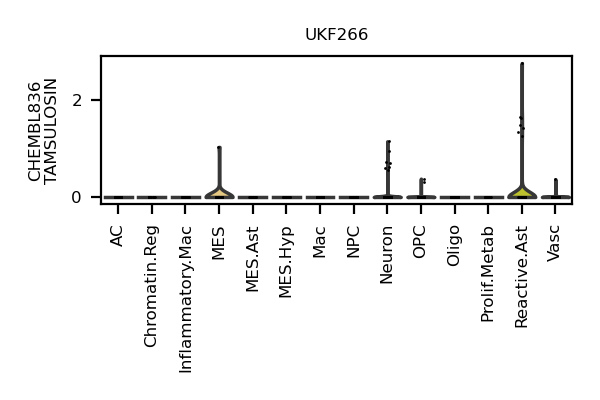 UKF266
CHEMBL836
TAMSULOSIN
2
0
AC
Chromatin.Reg
Inflammatory.Mac
MES
MES.Ast
MES.Hyp
Mac
NPC
Neuron
OPC
Oligo
Prolif.Metab
Reactive.Ast
Vasc